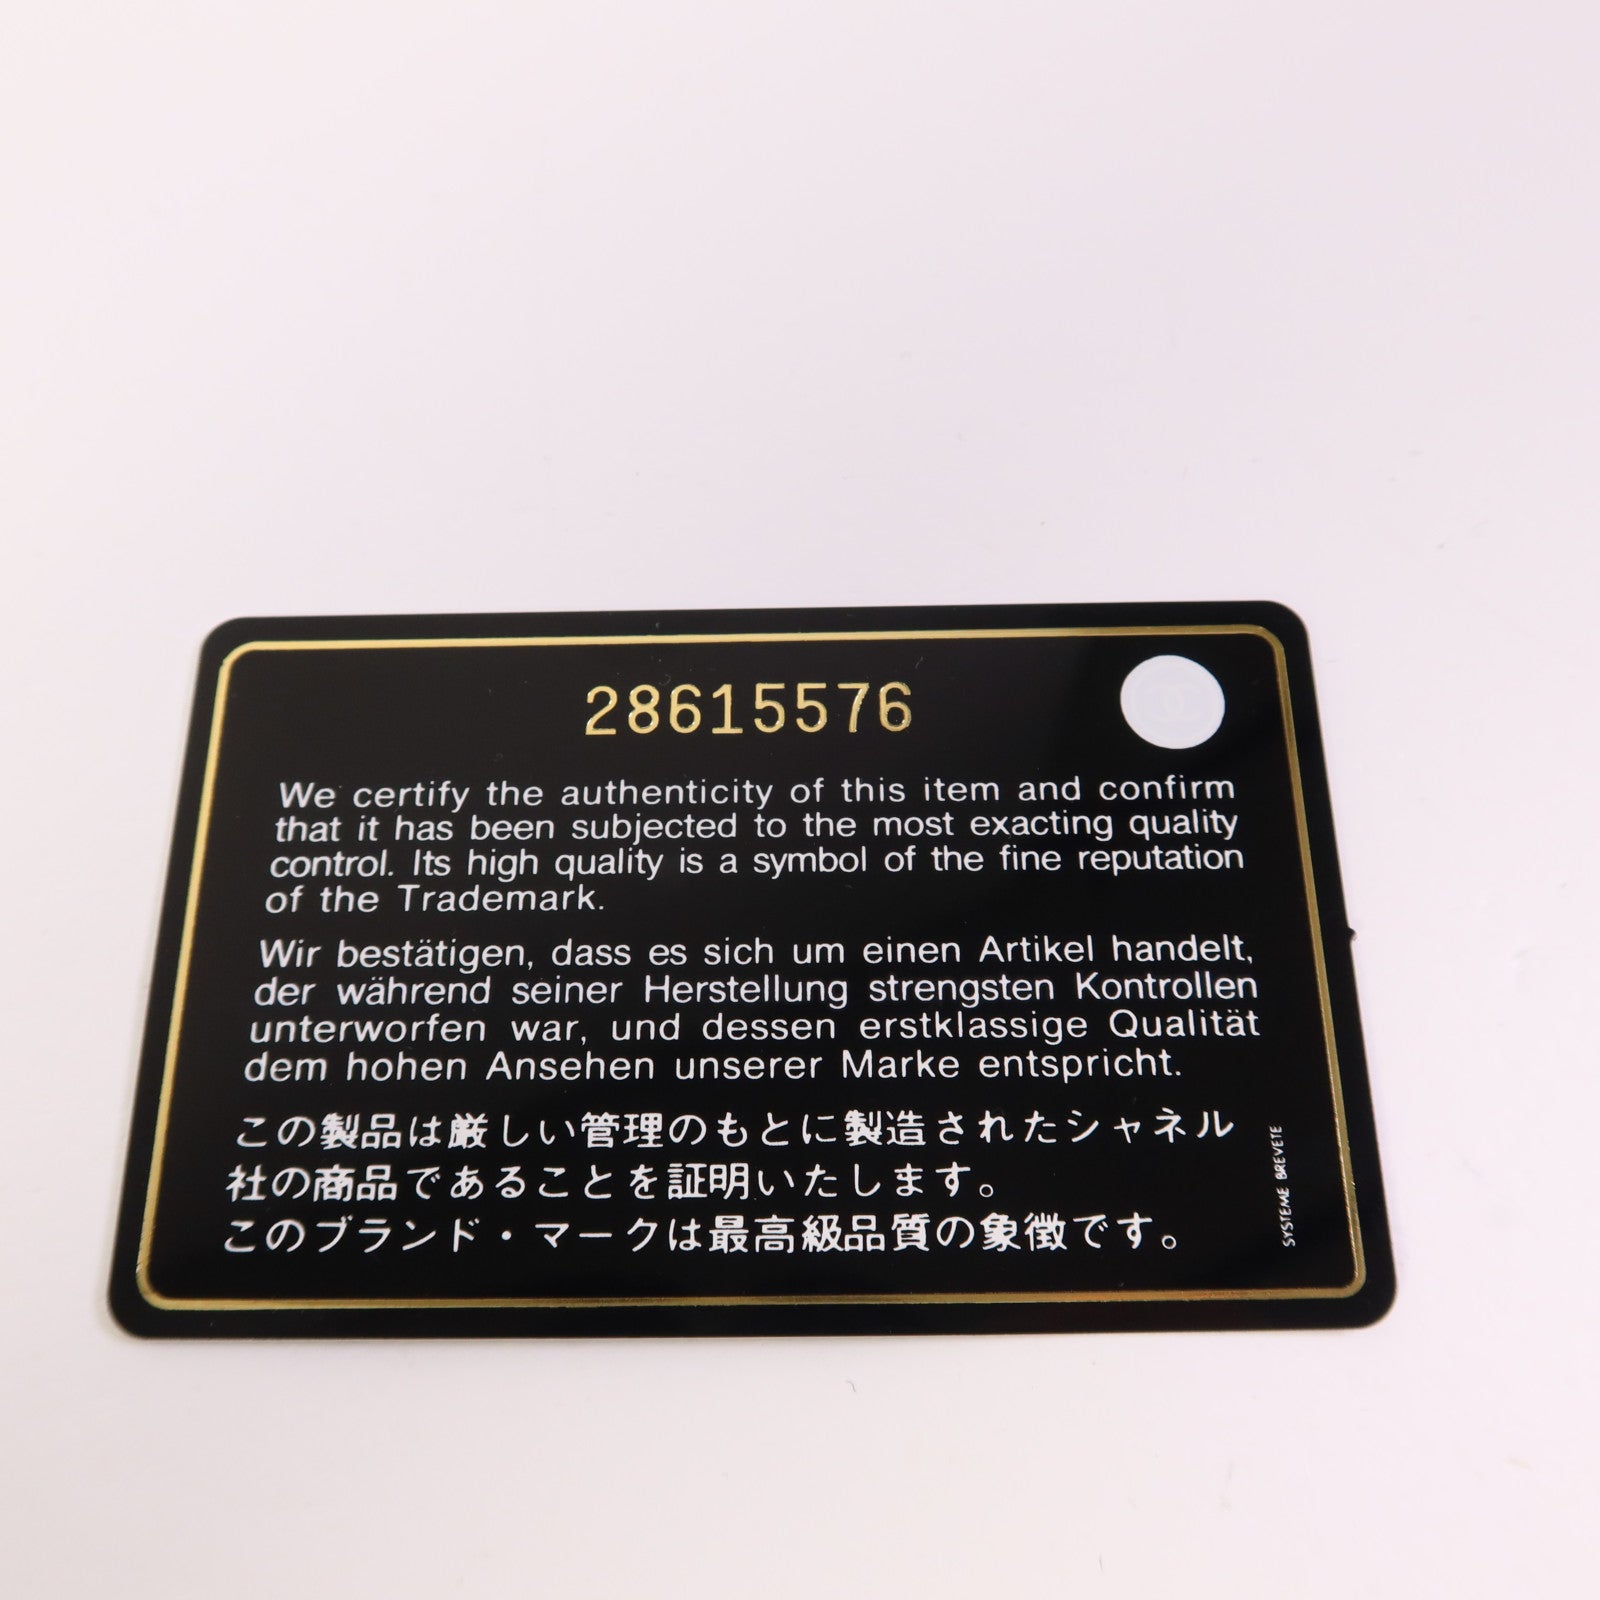 28615576
We certify the authenticity of this item and confirm
that it has been subjected to the most exacting quality
control. Its high quality is a symbol of the fine reputation
of the Trademark.
Wir bestätigen, dass es sich um einen Artikel handelt,
der während seiner Herstellung strengsten Kontrollen
unterworfen war, und dessen erstklassige Qualität
dem hohen Ansehen unserer Marke entspricht.
この製品は厳しい管理のもとに製造されたシャネル
社の商品であることを証明いたします。
このブランド・マークは最高級品質の象徴です。
SYSTEME BREVETE